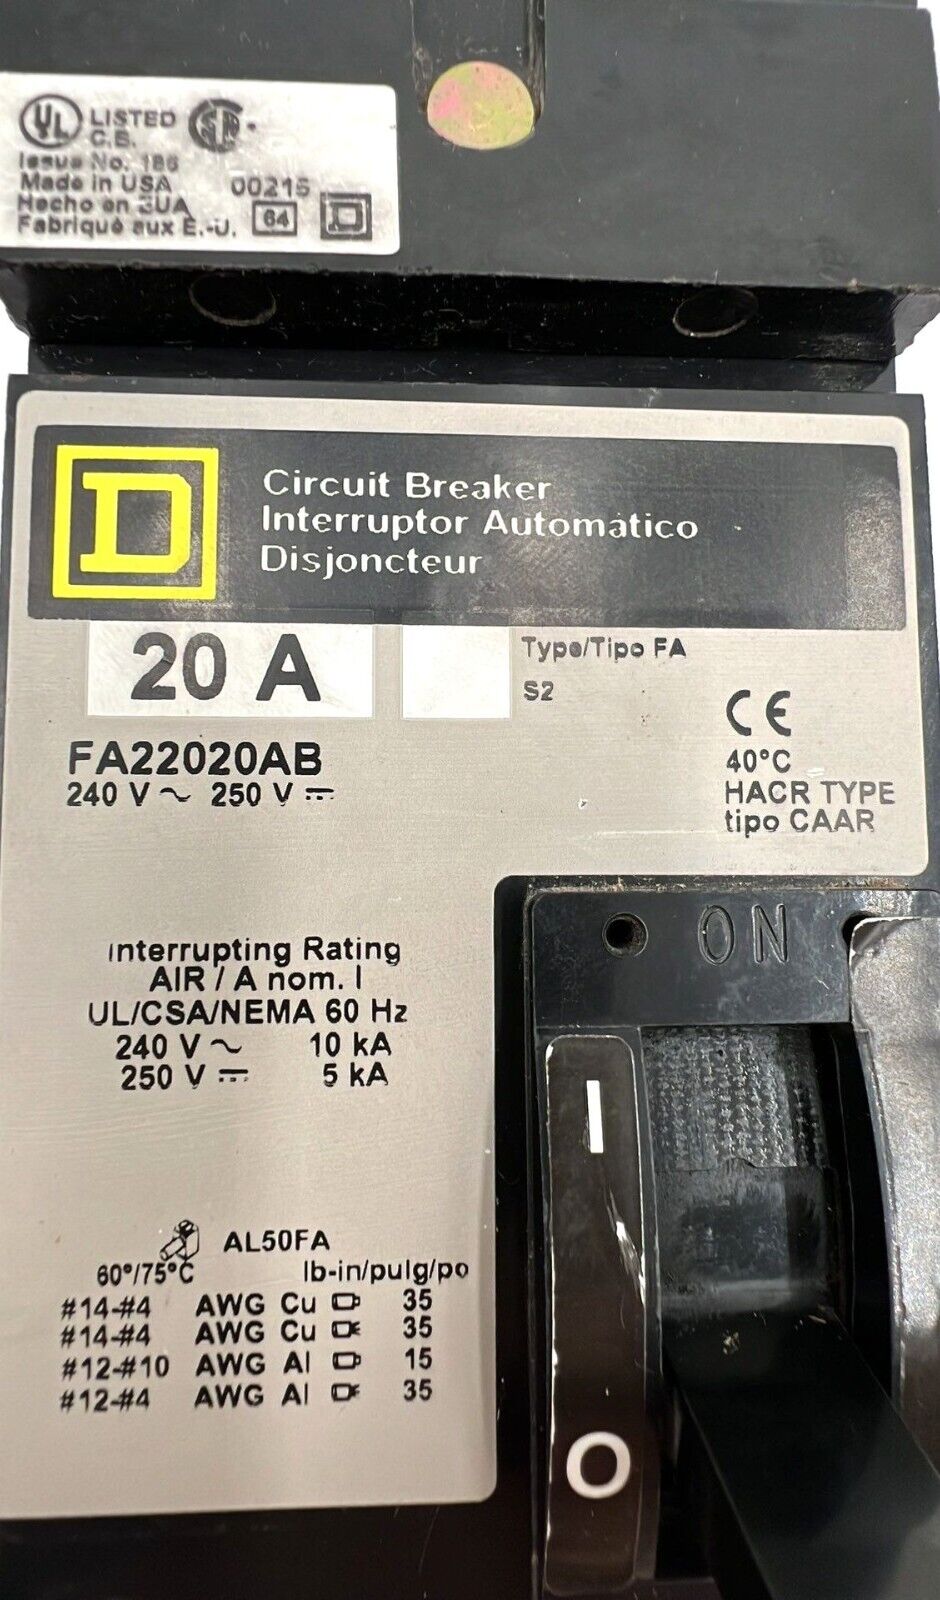 UL LISTED
C.B.
Issue No. 186
Made in USA 00215
Hecho en EUA
Fabriqué aux E.-U. 64 D
D
Circuit Breaker
Interruptor Automático
Disjoncteur
20 A
Type/Tipo FA
S2
CE
FA22020AB
240 V ~ 250 V ⎓
40°C
HACR TYPE
tipo CAAR
Interrupting Rating
AIR / A nom. I
UL/CSA/NEMA 60 Hz
240 V ~ 10 kA
250 V ⎓ 5 kA
ON
I
O
AL50FA
60°/75°C lb-in/pulg/po
#14-#4 AWG Cu 35
#14-#4 AWG Cu 35
#12-#10 AWG Al 15
#12-#4 AWG Al 35